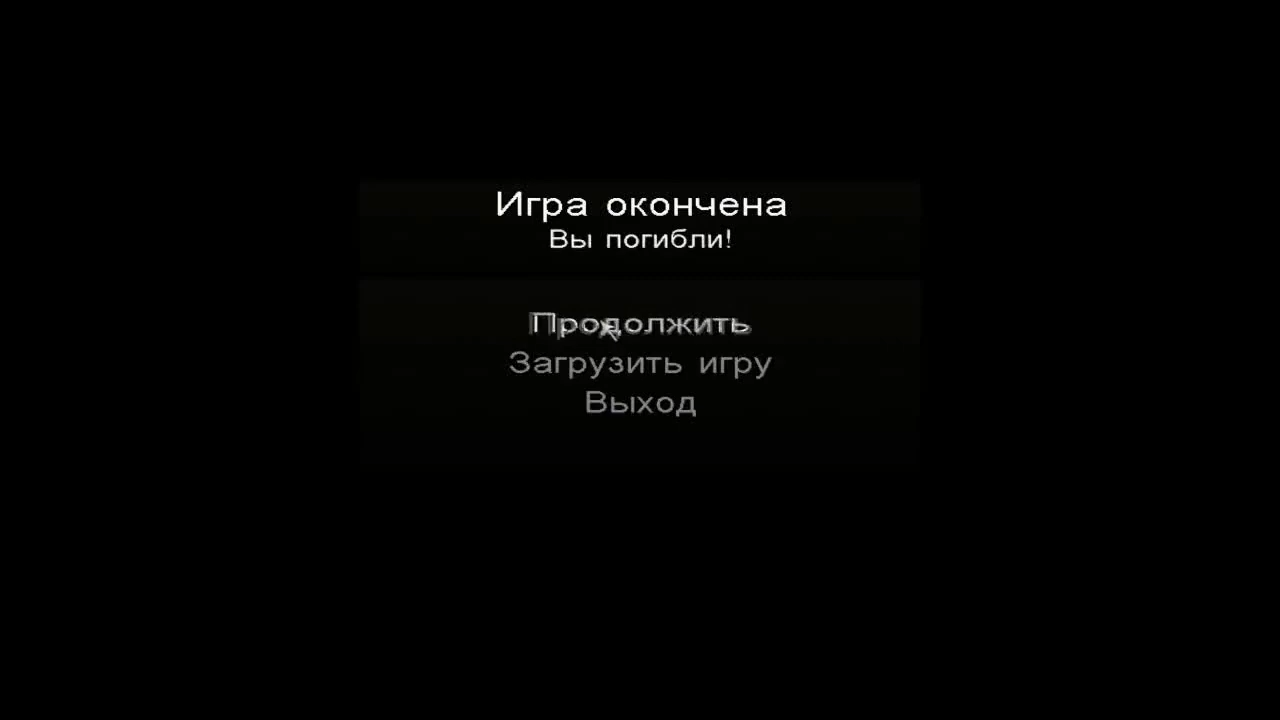 Игра окончена
Вы погибли!
Продолжить
Загрузить игру
Выход